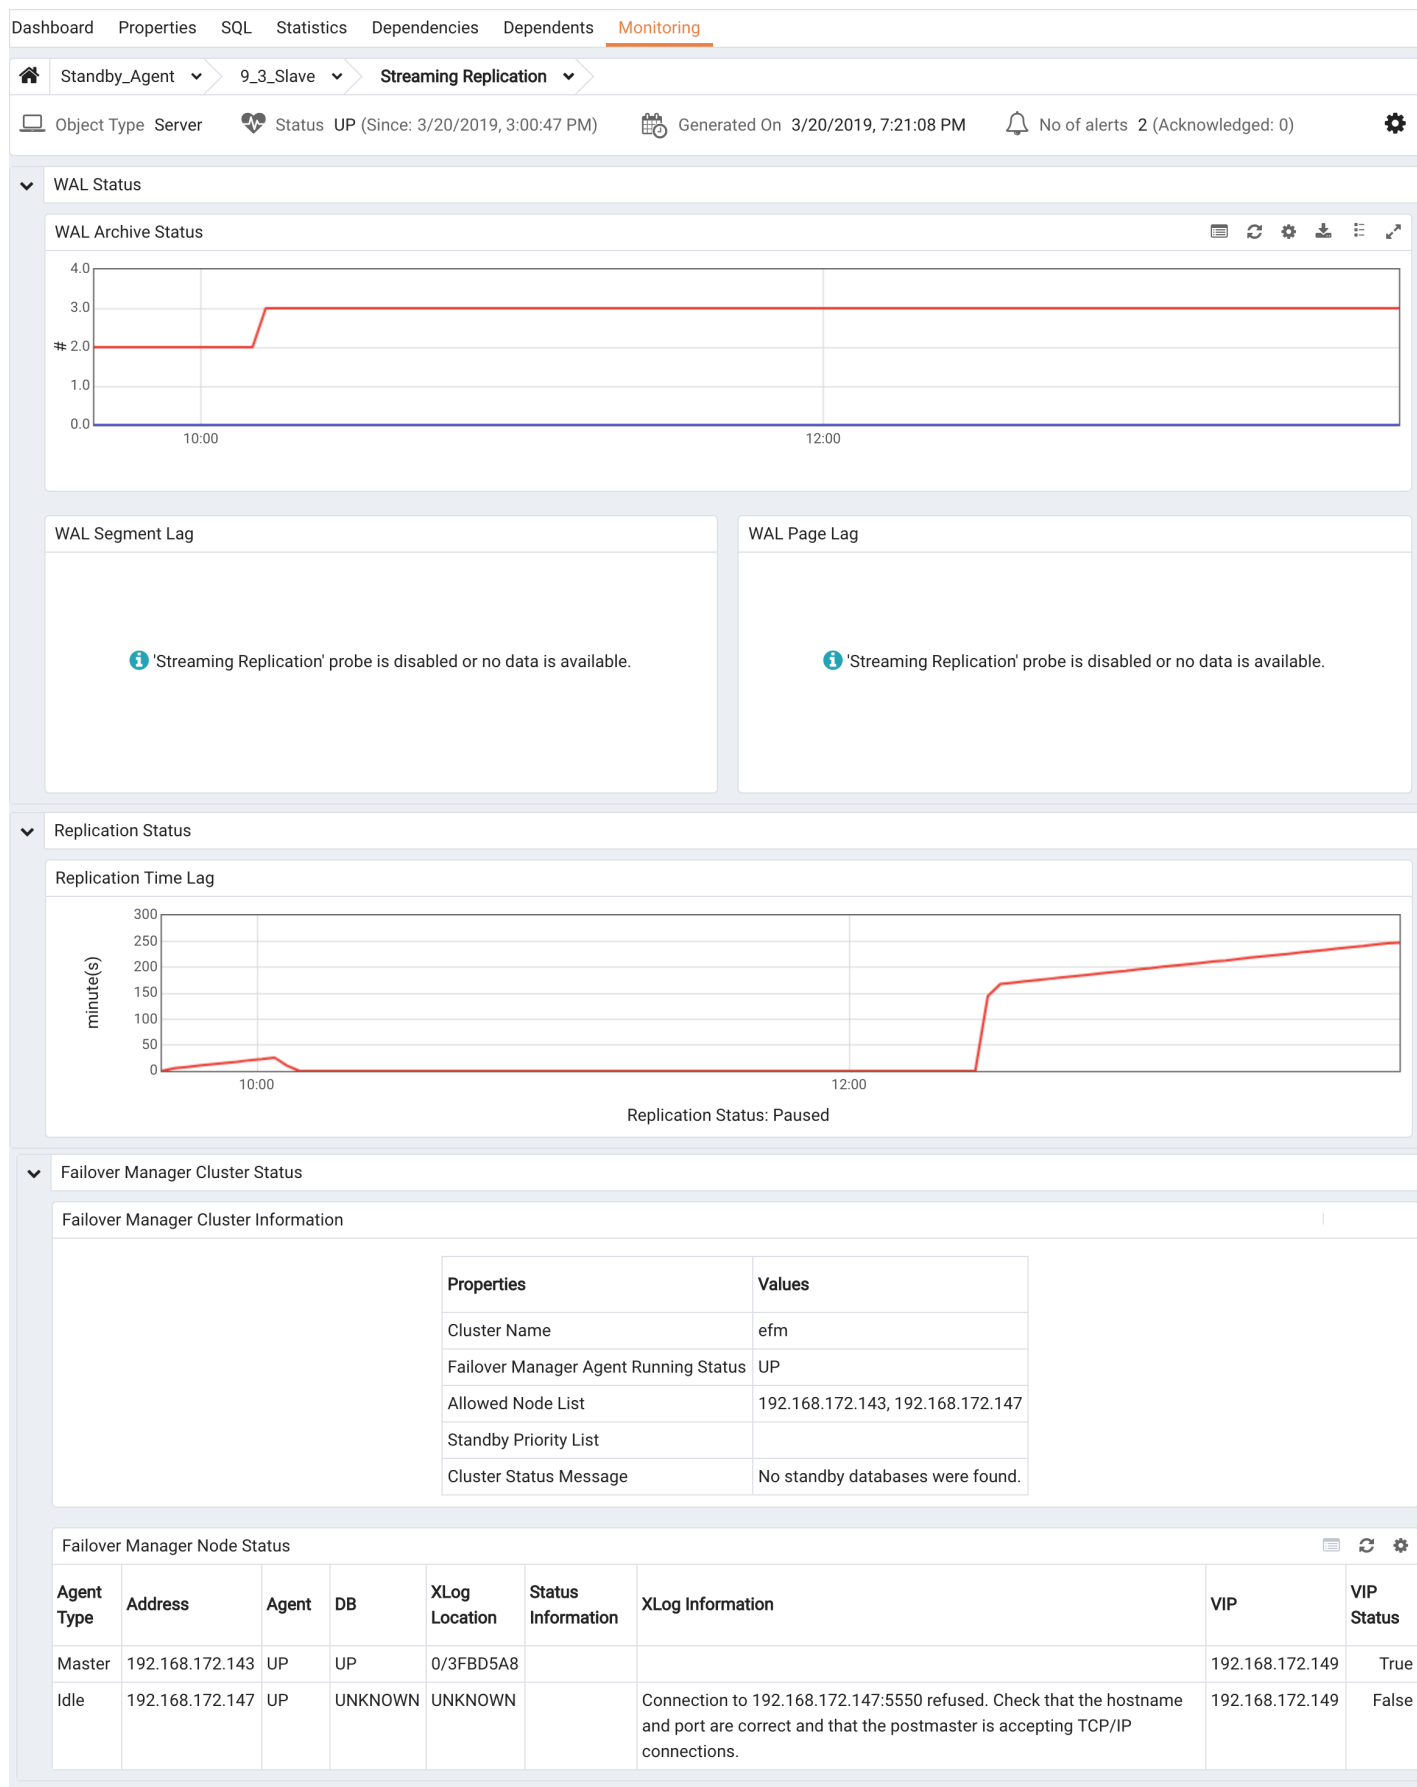 Dashboard Properties SQL Statistics Dependencies Dependents Monitoring
Standby_Agent 9_3_Slave Streaming Replication
Object Type Server Status UP (Since: 3/20/2019, 3:00:47 PM) Generated On 3/20/2019, 7:21:08 PM No of alerts 2 (Acknowledged: 0)
WAL Status
WAL Archive Status
4.0
3.0
# 2.0
1.0
0.0
10:00 12:00
WAL Segment Lag
'Streaming Replication' probe is disabled or no data is available.
WAL Page Lag
'Streaming Replication' probe is disabled or no data is available.
Replication Status
Replication Time Lag
minute(s)
300
250
200
150
100
50
0
10:00 12:00
Replication Status: Paused
Failover Manager Cluster Status
Failover Manager Cluster Information
Properties Values
Cluster Name efm
Failover Manager Agent Running Status UP
Allowed Node List 192.168.172.143, 192.168.172.147
Standby Priority List
Cluster Status Message No standby databases were found.
Failover Manager Node Status
Agent Type Address Agent DB XLog Location Status Information XLog Information VIP VIP Status
Master 192.168.172.143 UP UP 0/3FBD5A8 192.168.172.149 True
Idle 192.168.172.147 UP UNKNOWN UNKNOWN Connection to 192.168.172.147:5550 refused. Check that the hostname 192.168.172.149 False
and port are correct and that the postmaster is accepting TCP/IP
connections.